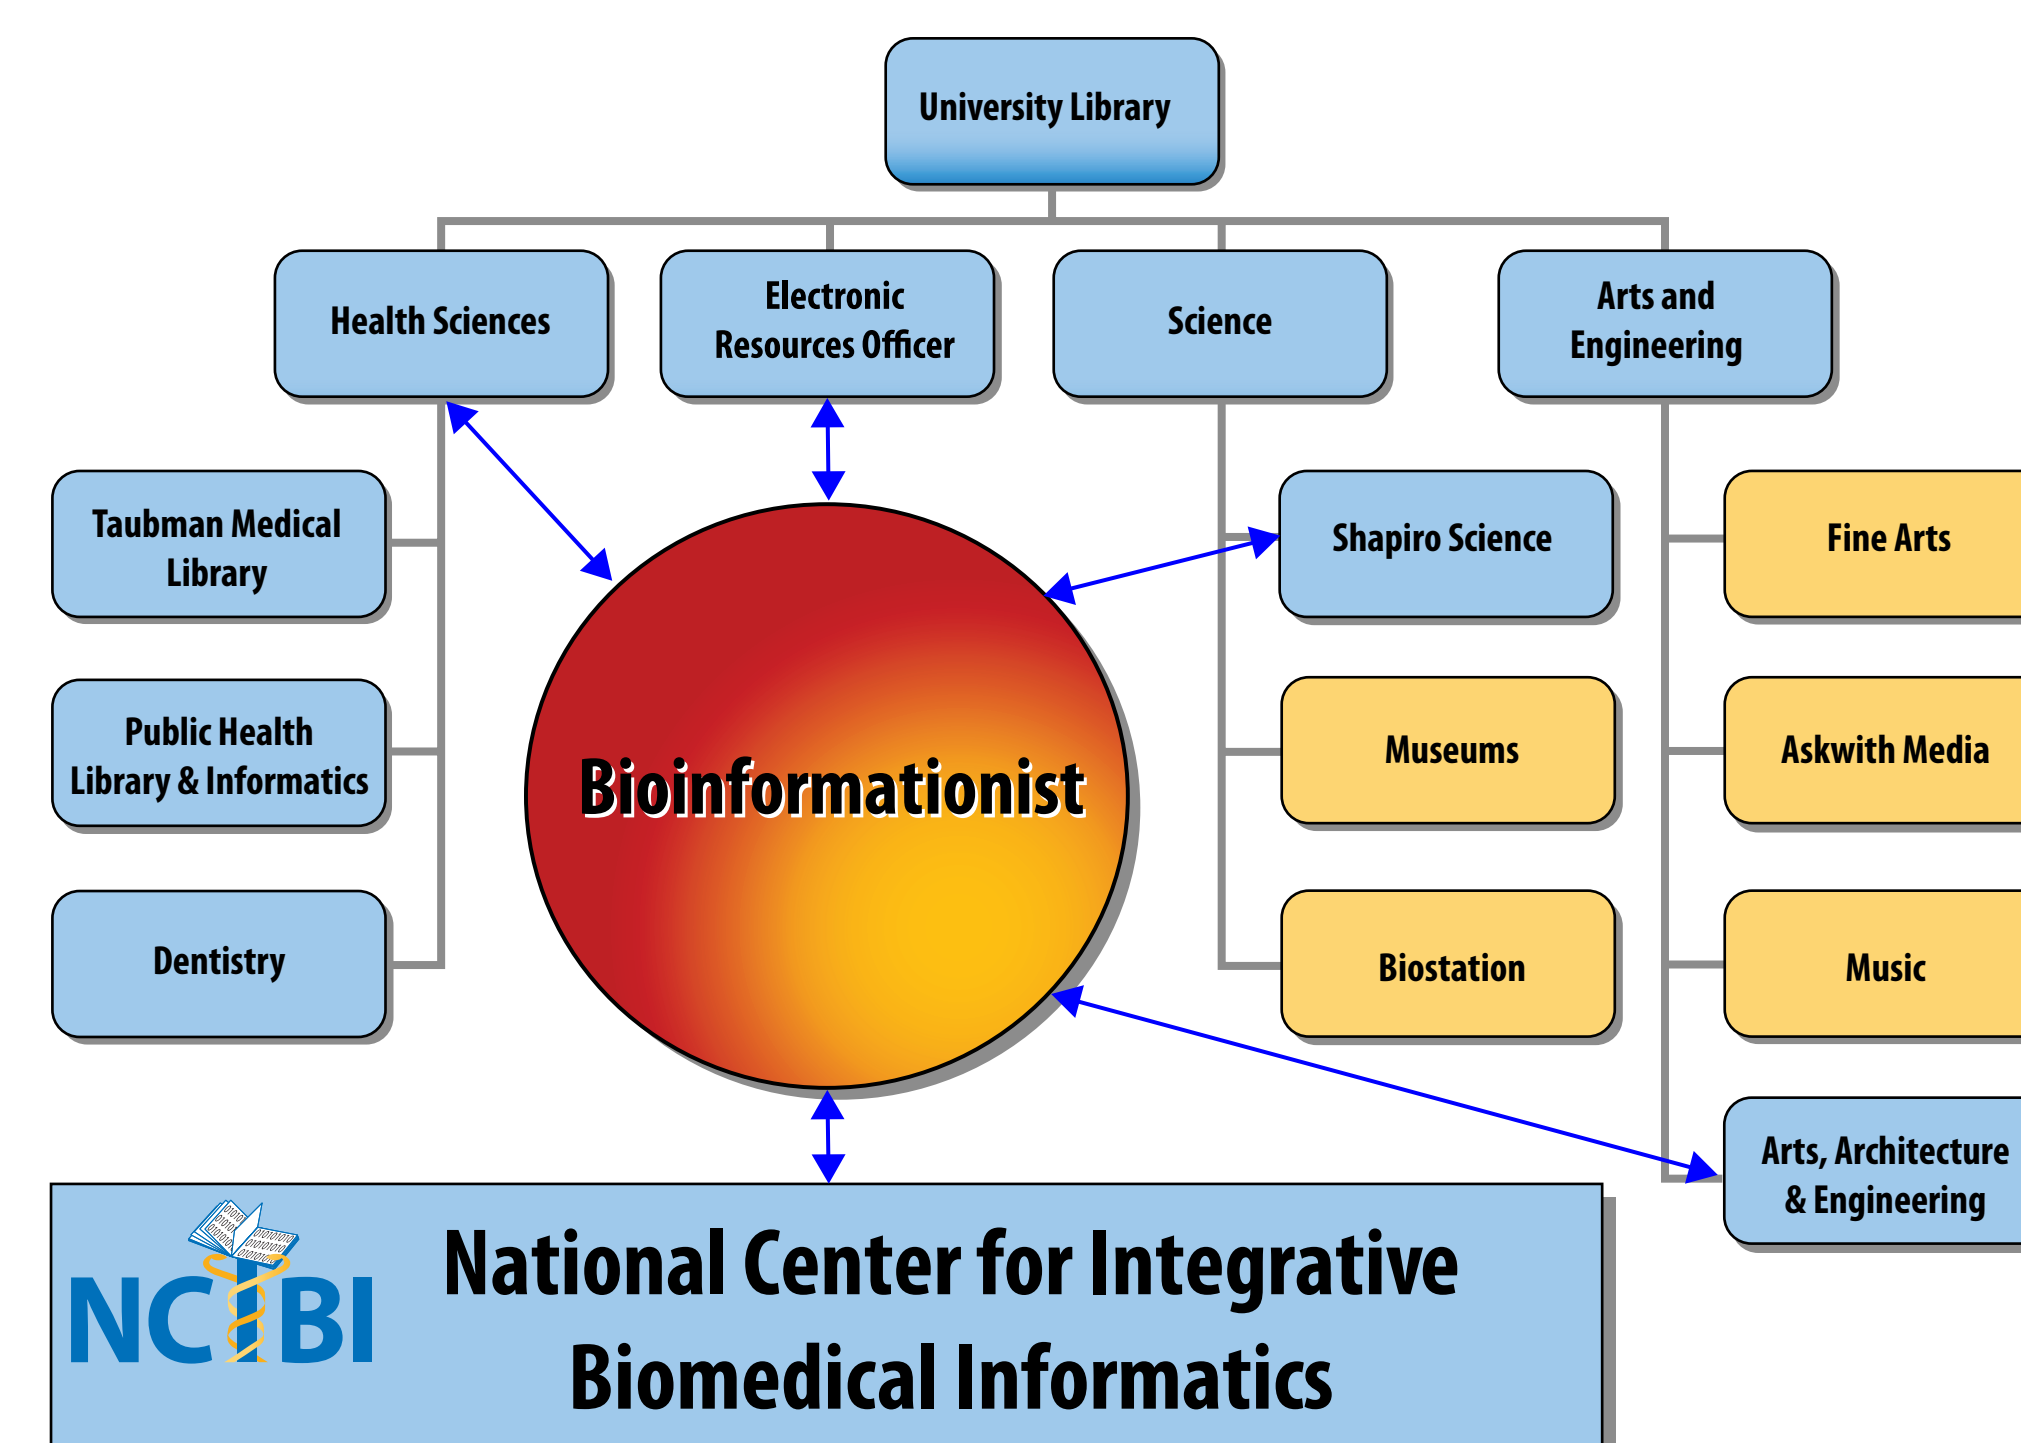 University Library
Health Sciences
Electronic
Resources Officer
Science
Arts and
Engineering
Taubman Medical
Library
Shapiro Science
Fine Arts
Public Health
Library & Informatics
Bioinformationist
Museums
Askwith Media
Dentistry
Biostation
Music
Arts, Architecture
& Engineering
NCIBI
National Center for Integrative
Biomedical Informatics